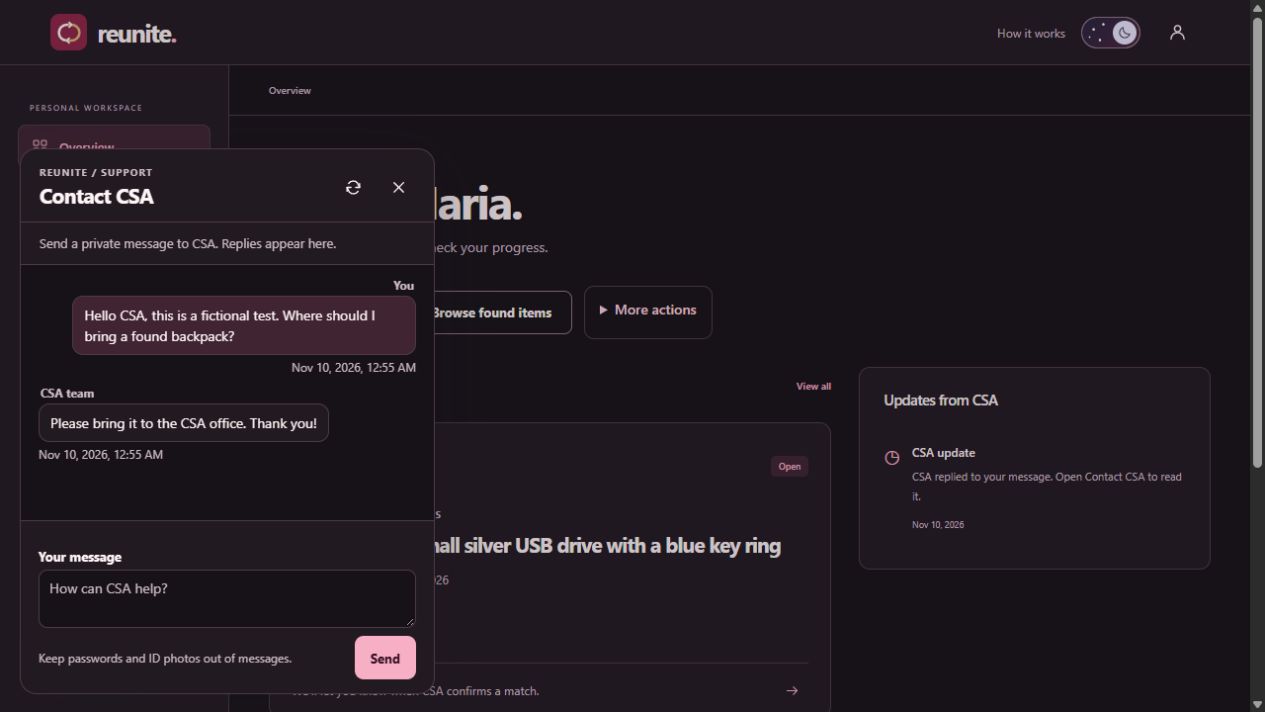 reunite.
How it works
PERSONAL WORKSPACE
Overview
Overview
REUNITE / SUPPORT
Contact CSA
Send a private message to CSA. Replies appear here.
You
Hello CSA, this is a fictional test. Where should I
bring a found backpack?
Nov 10, 2026, 12:55 AM
CSA team
Please bring it to the CSA office. Thank you!
Nov 10, 2026, 12:55 AM
Your message
How can CSA help?
Keep passwords and ID photos out of messages.
Send
your progress.
Browse found items
More actions
View all
Open
silver USB drive with a blue key ring
CSA confirms a match.
Updates from CSA
CSA update
CSA replied to your message. Open Contact CSA to read
it.
Nov 10, 2026